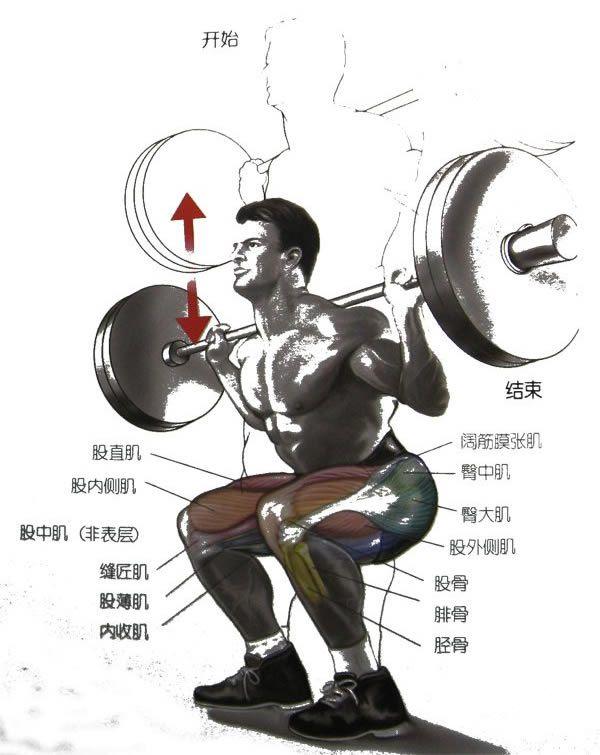 开始
结束
股直肌
股内侧肌
股中肌（非表层）
缝匠肌
股薄肌
内收肌
阔筋膜张肌
臀中肌
臀大肌
股外侧肌
股骨
腓骨
胫骨